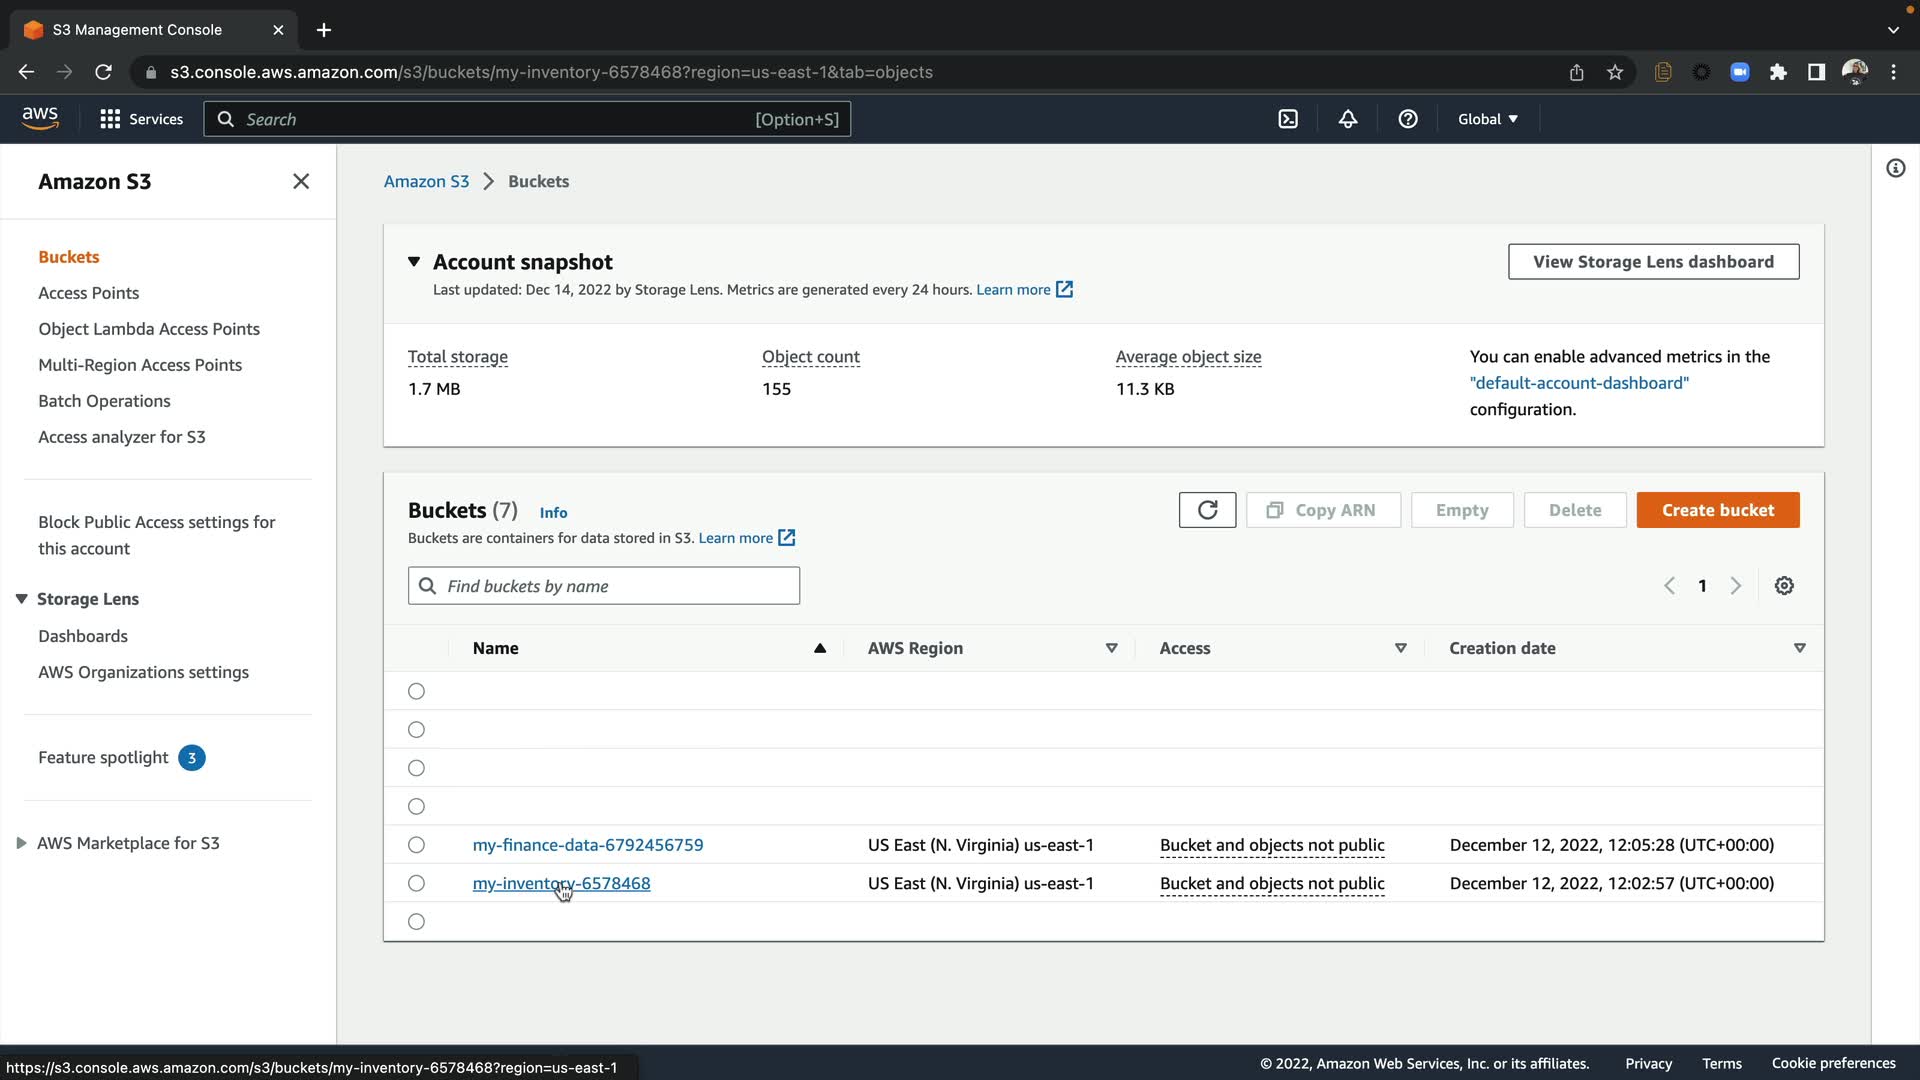 S3 Management Console
s3.console.aws.amazon.com/s3/buckets/my-inventory-6578468?region=us-east-1&tab=objects
aws
Services
Search
[Option+S]
Global
Amazon S3
Buckets
Access Points
Object Lambda Access Points
Multi-Region Access Points
Batch Operations
Access analyzer for S3
Block Public Access settings for
this account
Storage Lens
Dashboards
AWS Organizations settings
Feature spotlight 3
AWS Marketplace for S3
Amazon S3 > Buckets
Account snapshot
Last updated: Dec 14, 2022 by Storage Lens. Metrics are generated every 24 hours. Learn more
View Storage Lens dashboard
Total storage
1.7 MB
Object count
155
Average object size
11.3 KB
You can enable advanced metrics in the
"default-account-dashboard"
configuration.
Buckets (7) Info
Buckets are containers for data stored in S3. Learn more
Copy ARN
Empty
Delete
Create bucket
Find buckets by name
1
Name AWS Region Access Creation date
my-finance-data-6792456759 US East (N. Virginia) us-east-1 Bucket and objects not public December 12, 2022, 12:05:28 (UTC+00:00)
my-inventory-6578468 US East (N. Virginia) us-east-1 Bucket and objects not public December 12, 2022, 12:02:57 (UTC+00:00)
https://s3.console.aws.amazon.com/s3/buckets/my-inventory-6578468?region=us-east-1
© 2022, Amazon Web Services, Inc. or its affiliates. Privacy Terms Cookie preferences